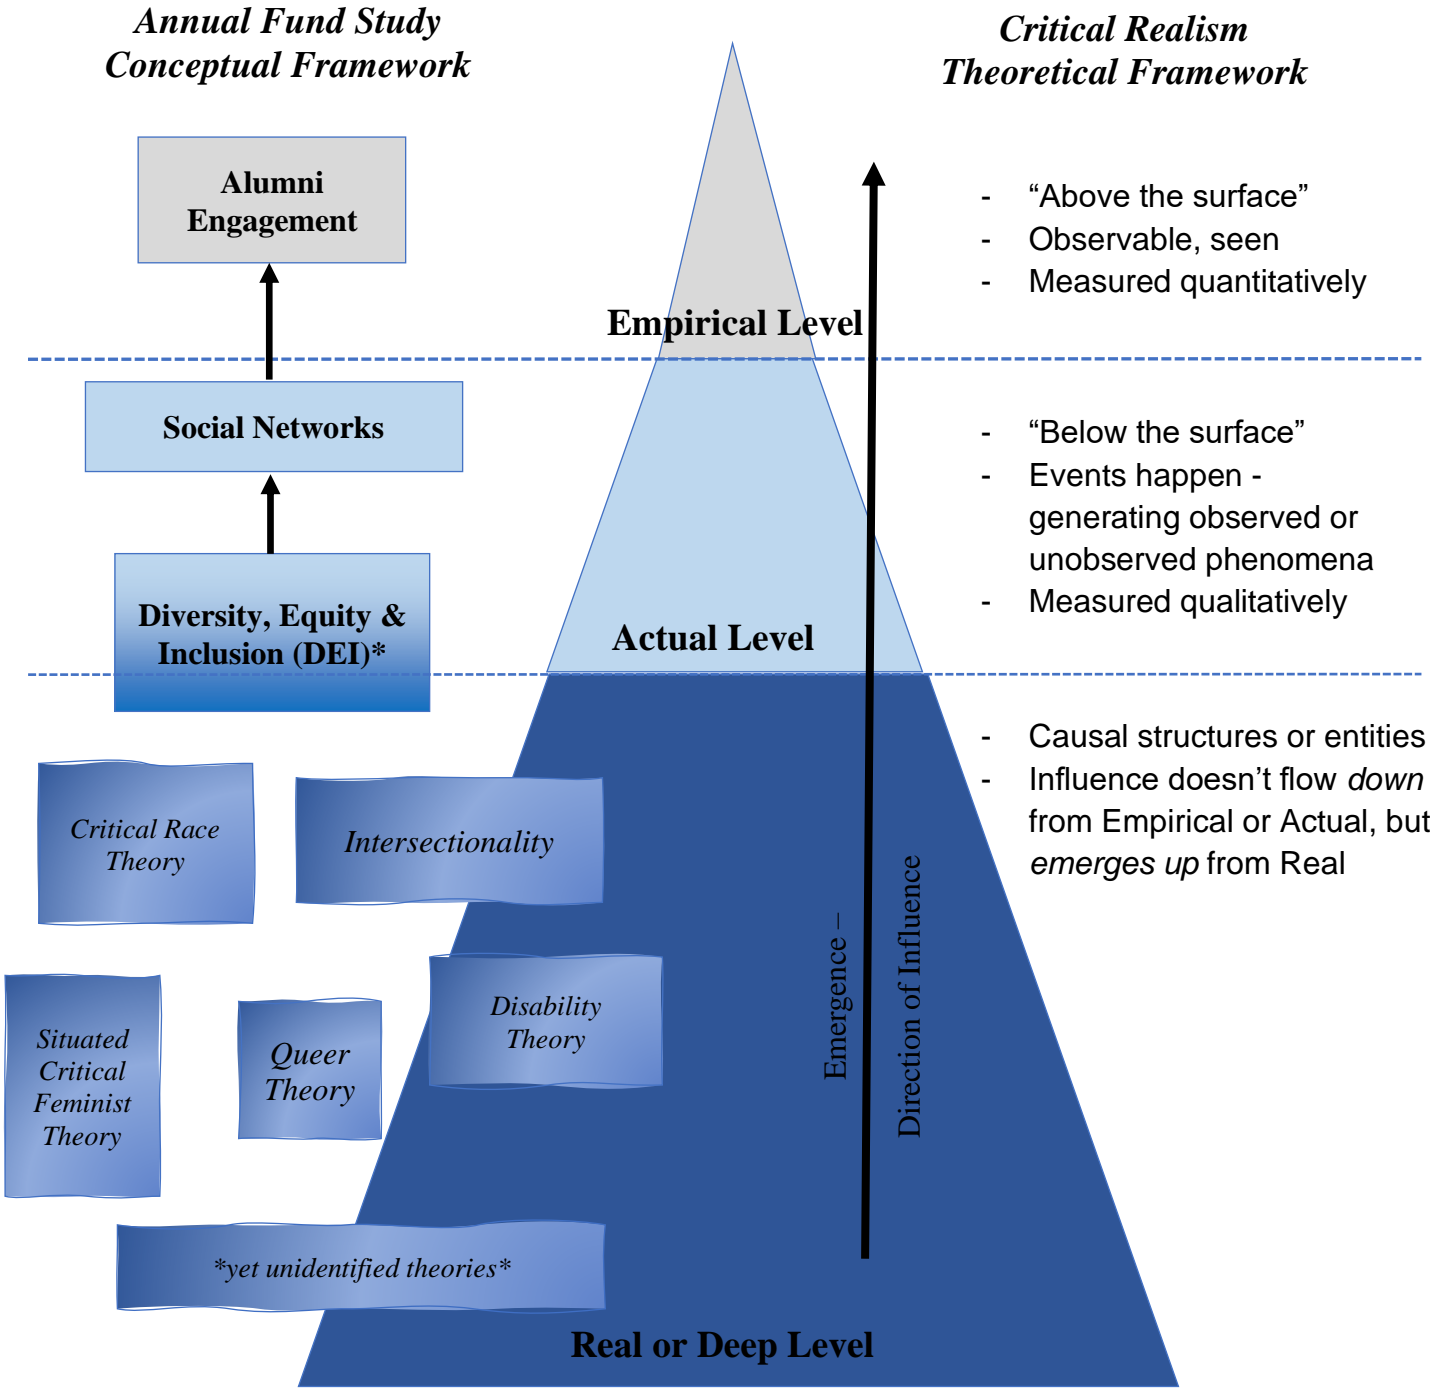 Annual Fund Study
Conceptual Framework
Critical Realism
Theoretical Framework
Alumni
Engagement
- “Above the surface”
- Observable, seen
- Measured quantitatively
Empirical Level
Social Networks
- “Below the surface”
- Events happen -
generating observed or
unobserved phenomena
- Measured qualitatively
Diversity, Equity &
Inclusion (DEI)*
Actual Level
- Causal structures or entities
- Influence doesn’t flow down
from Empirical or Actual, but
emerges up from Real
Critical Race
Theory
Intersectionality
Situated
Critical
Feminist
Theory
Queer
Theory
Disability
Theory
Emergence –
Direction of Influence
*yet unidentified theories*
Real or Deep Level